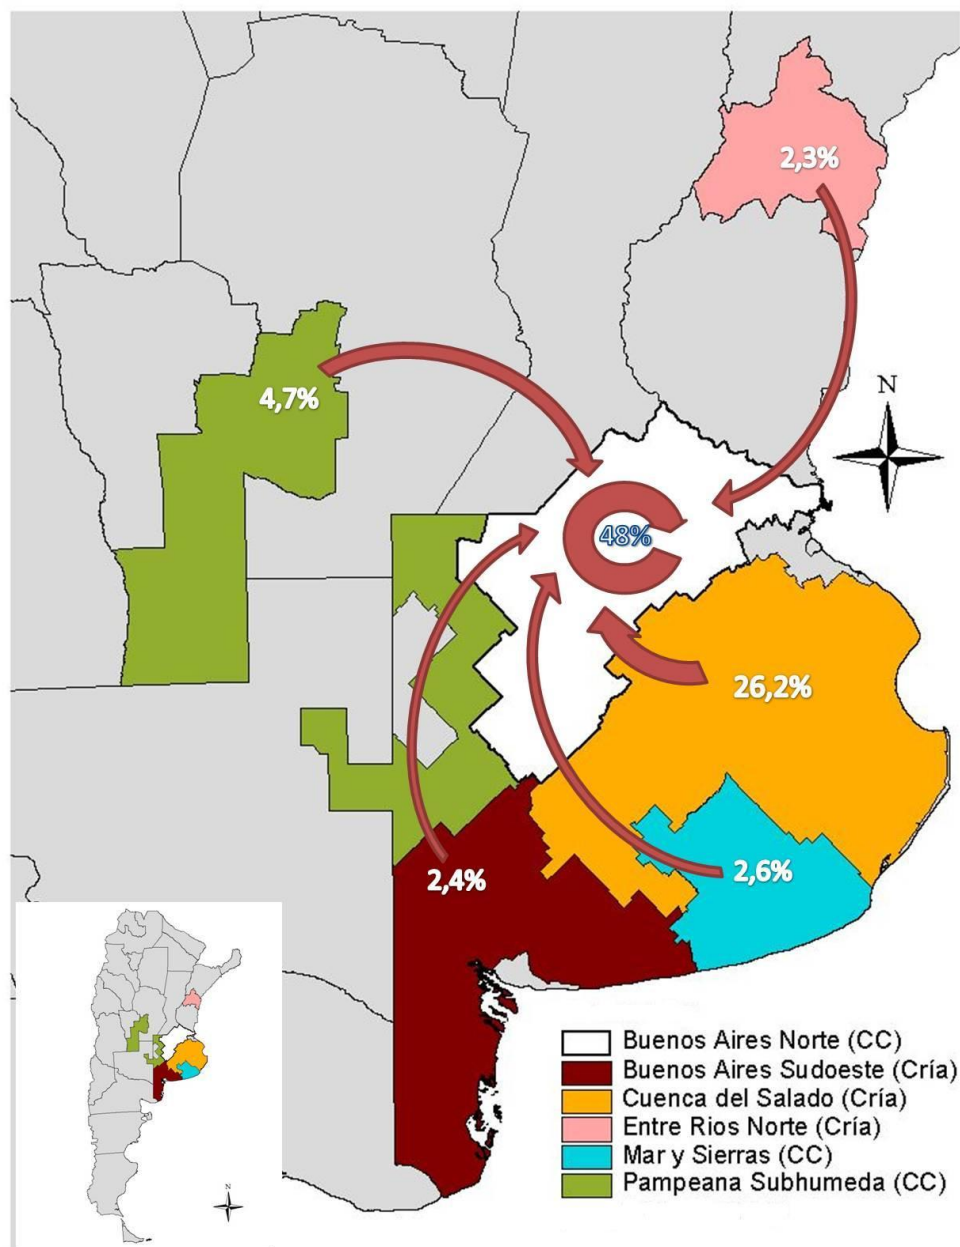 2,3%
N
4,7%
48%
26,2%
2,4%
2,6%
N
Buenos Aires Norte (CC)
Buenos Aires Sudoeste (Cría)
Cuenca del Salado (Cría)
Entre Rios Norte (Cría)
Mar y Sierras (CC)
Pampeana Subhumeda (CC)